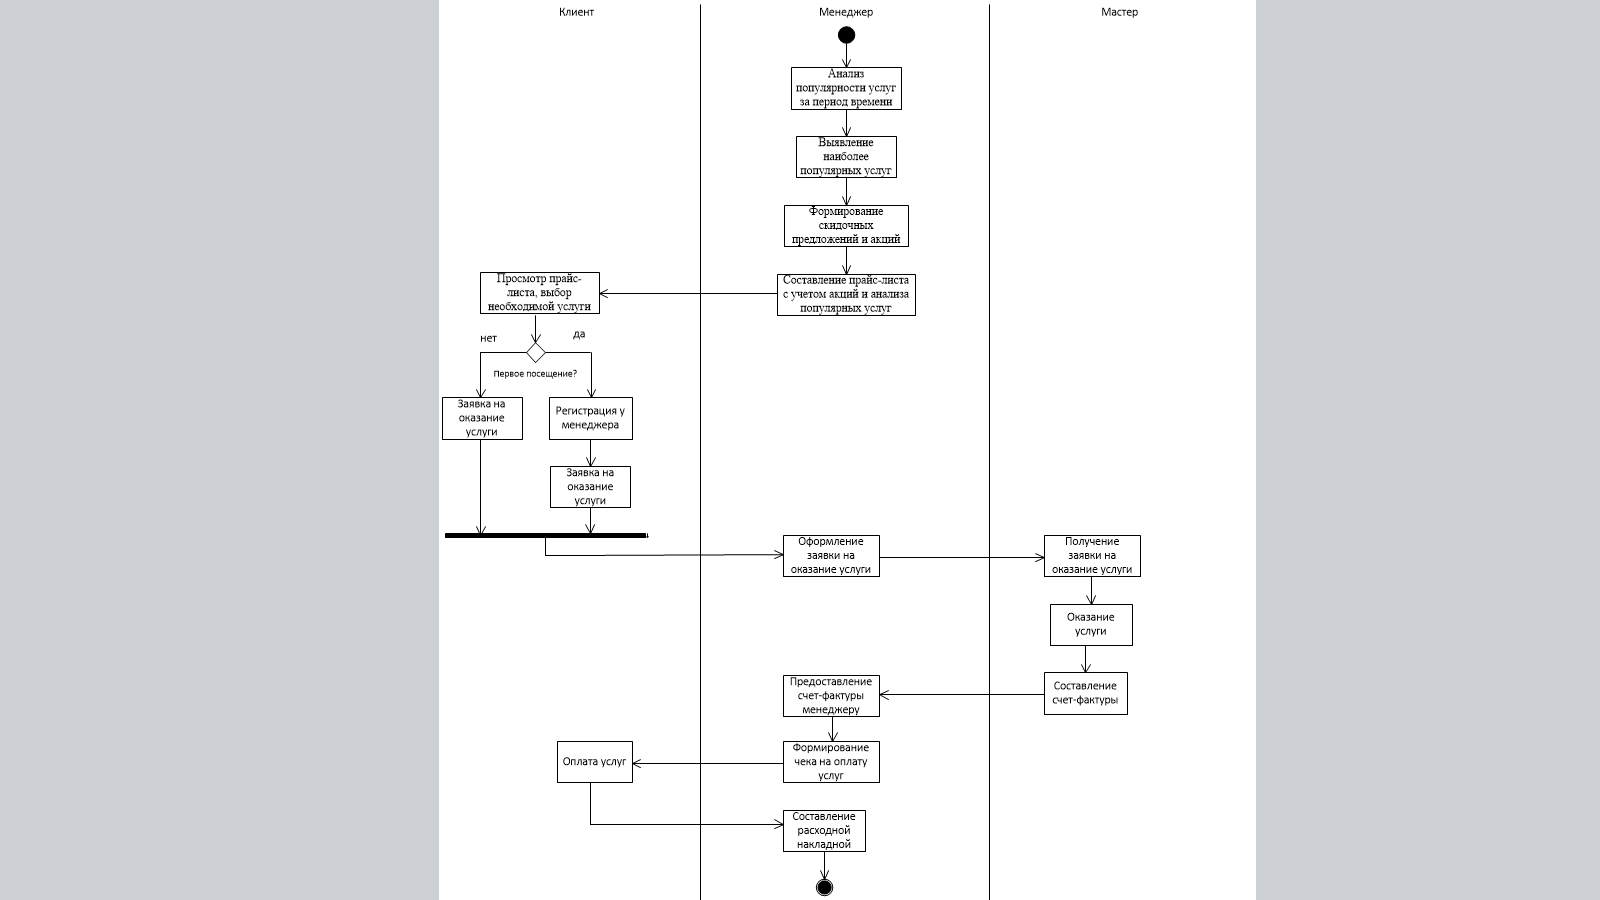 Клиент
Менеджер
Мастер
Анализ
популярности услуг
за период времени
Выявление
наиболее
популярных услуг
Формирование
скидочных
предложений и акций
Составление прайс-листа
с учетом акций и анализа
популярных услуг
Просмотр прайс-
листа, выбор
необходимой услуги
нет
да
Первое посещение?
Заявка на
оказание
услуги
Регистрация у
менеджера
Заявка на
оказание
услуги
Оформление
заявки на
оказание услуги
Получение
заявки на
оказание услуги
Оказание
услуги
Составление
счет-фактуры
Предоставление
счет-фактуры
менеджеру
Формирование
чека на оплату
услуг
Оплата услуг
Составление
расходной
накладной